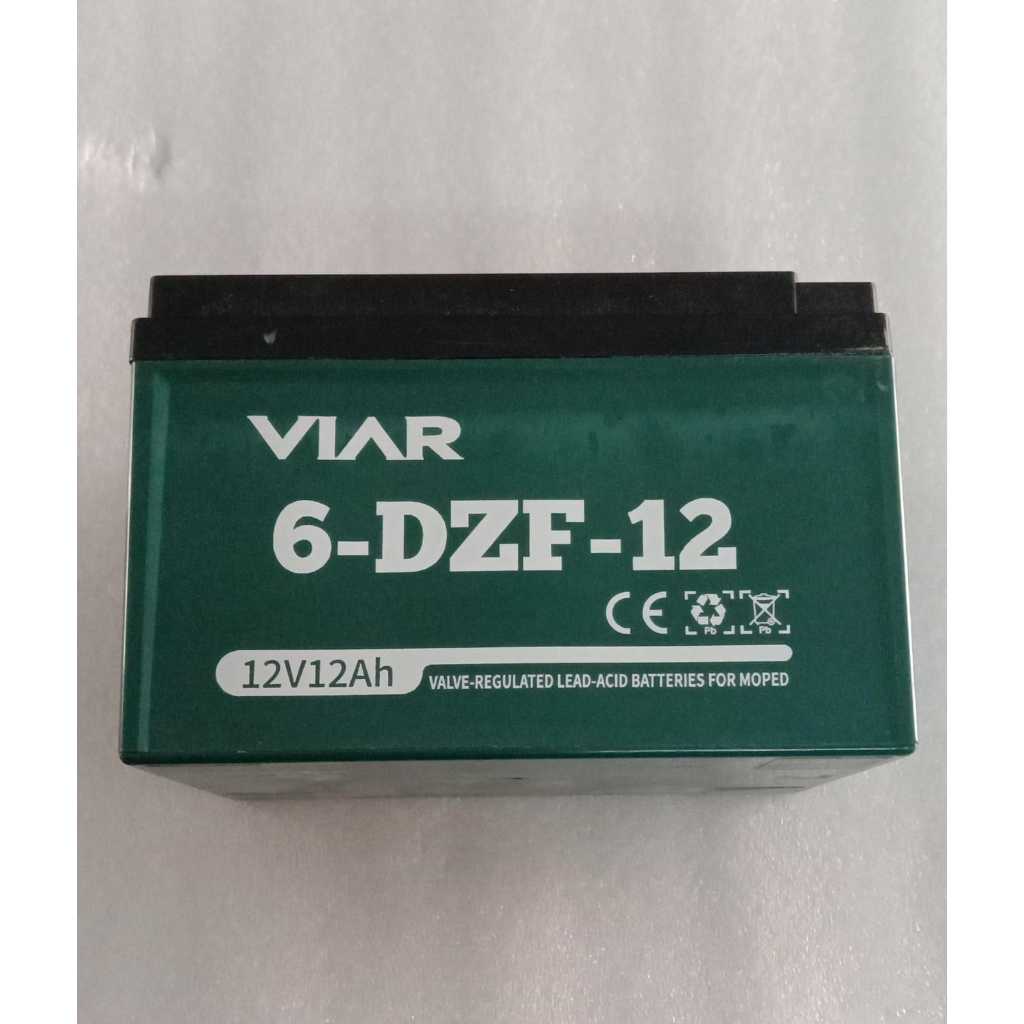 VIAR
6-DZF-12
CE
Pb Pb
12V12Ah
VALVE-REGULATED LEAD-ACID BATTERIES FOR MOPED